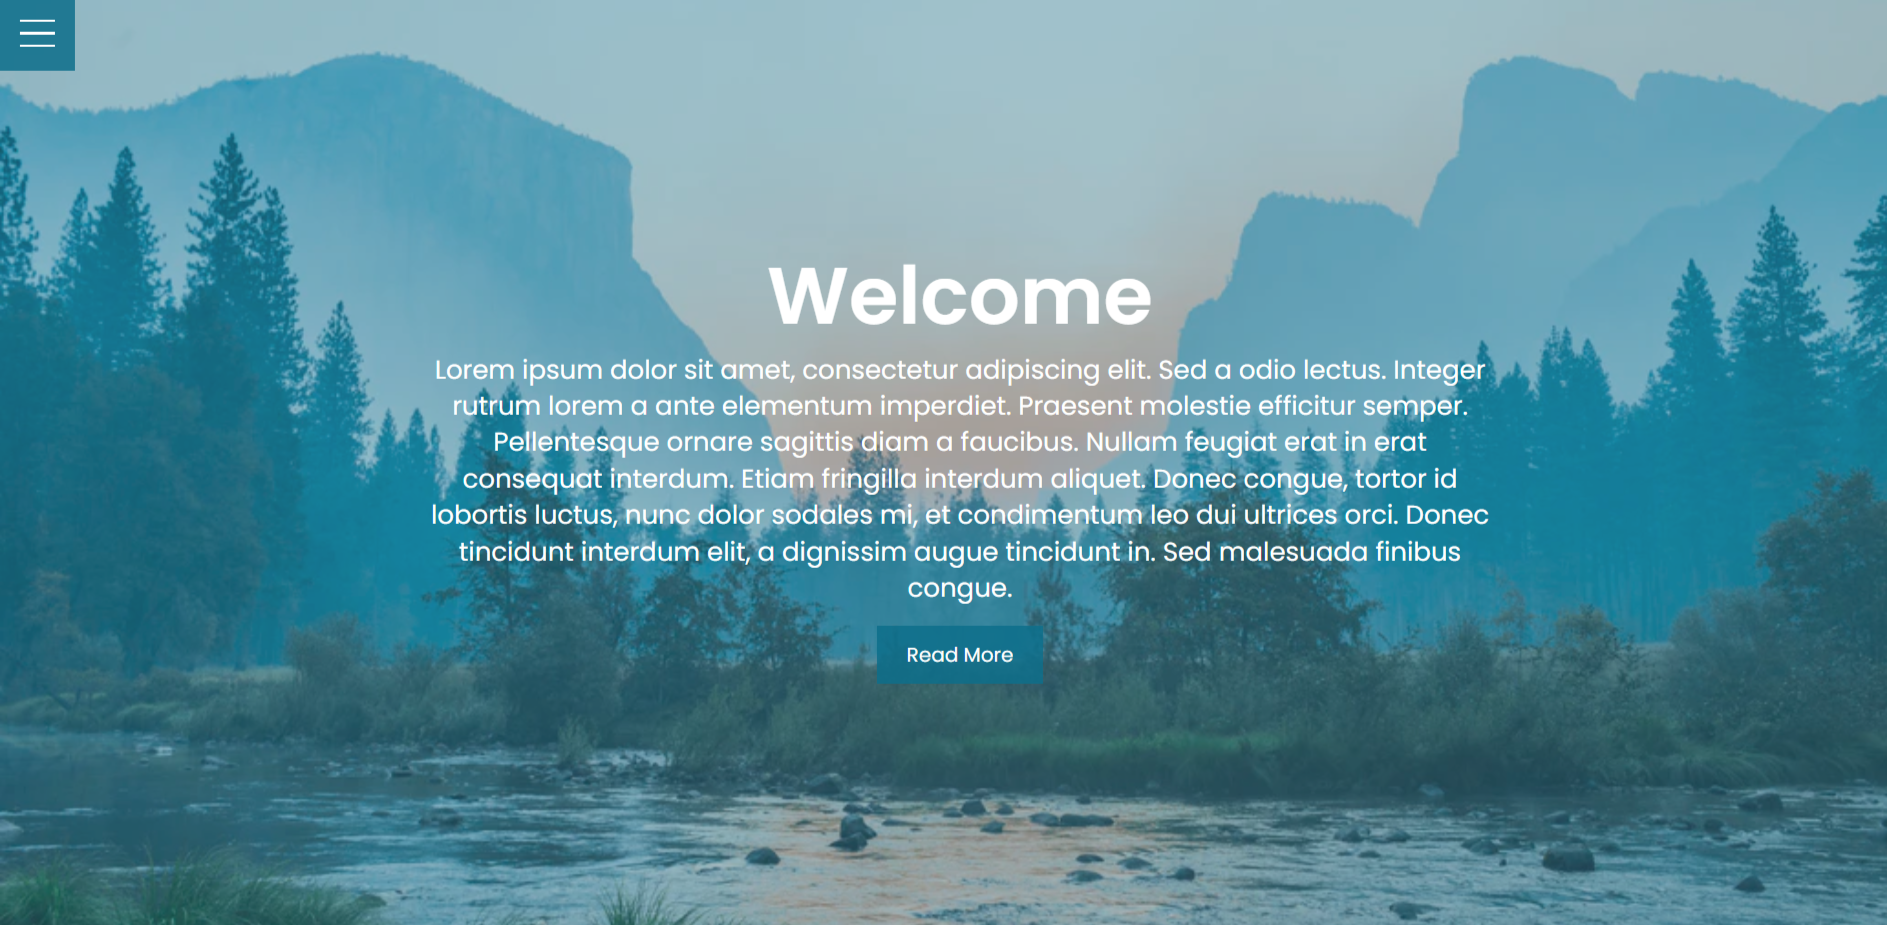 Welcome
Lorem ipsum dolor sit amet, consectetur adipiscing elit. Sed a odio lectus. Integer
rutrum lorem a ante elementum imperdiet. Praesent molestie efficitur semper.
Pellentesque ornare sagittis diam a faucibus. Nullam feugiat erat in erat
consequat interdum. Etiam fringilla interdum aliquet. Donec congue, tortor id
lobortis luctus, nunc dolor sodales mi, et condimentum leo dui ultrices orci. Donec
tincidunt interdum elit, a dignissim augue tincidunt in. Sed malesuada finibus
congue.
Read More